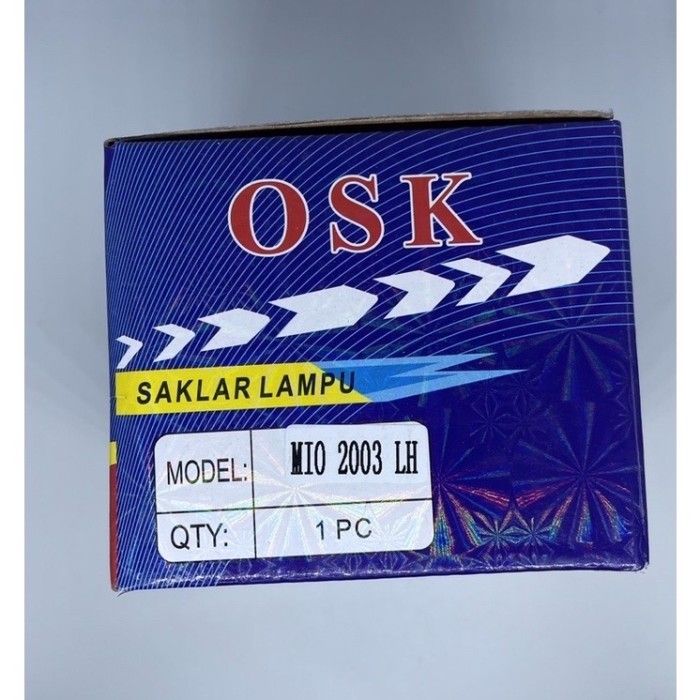 OSK
SAKLAR LAMPU
MODEL: MIO 2003 LH
QTY: 1 PC